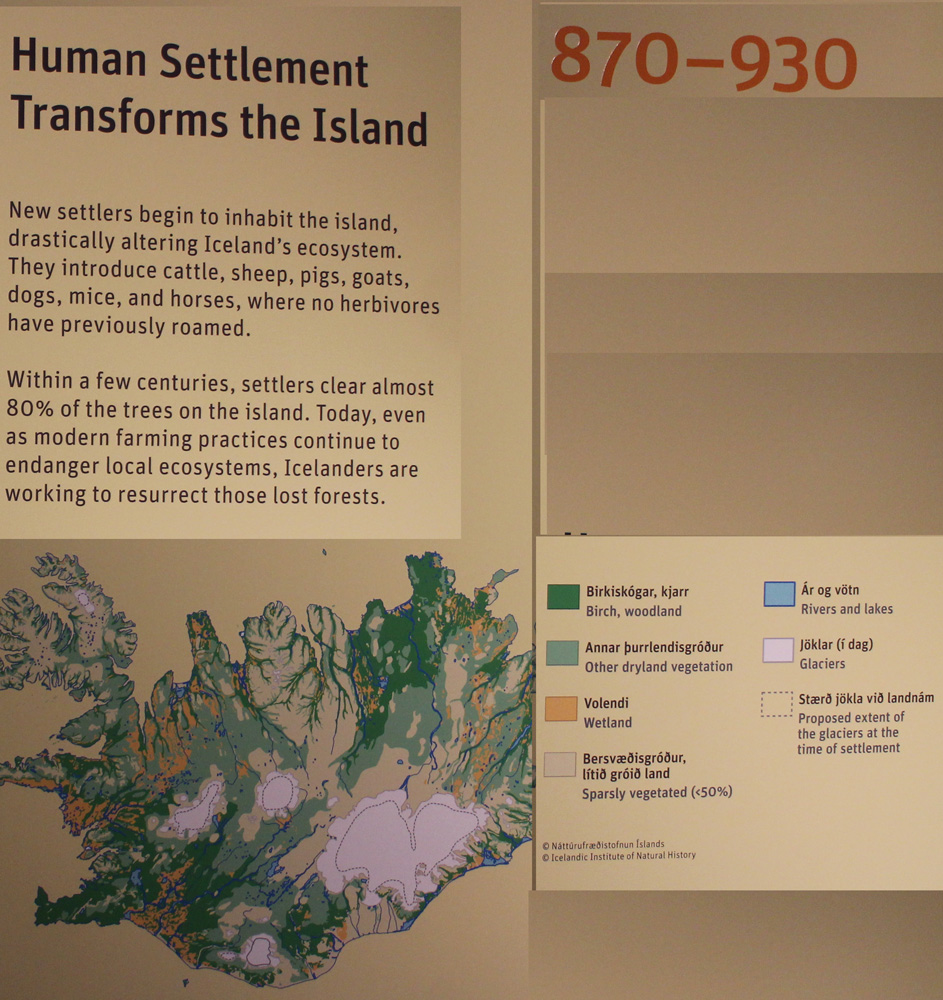 Human Settlement
Transforms the Island
New settlers begin to inhabit the island,
drastically altering Iceland's ecosystem.
They introduce cattle, sheep, pigs, goats,
dogs, mice, and horses, where no herbivores
have previously roamed.
Within a few centuries, settlers clear almost
80% of the trees on the island. Today, even
as modern farming practices continue to
endanger local ecosystems, Icelanders are
working to resurrect those lost forests.
870–930
Birkiskógar, kjarr
Birch, woodland
Annar þurrlendisgróður
Other dryland vegetation
Volendi
Wetland
Bersvæðisgróður,
lítið gróið land
Sparsly vegetated (<50%)
Ár og vötn
Rivers and lakes
Jöklar (í dag)
Glaciers
Stærð jökla við landnám
Proposed extent of
the glaciers at the
time of settlement
© Náttúrufræðistofnun Íslands
© Icelandic Institute of Natural History